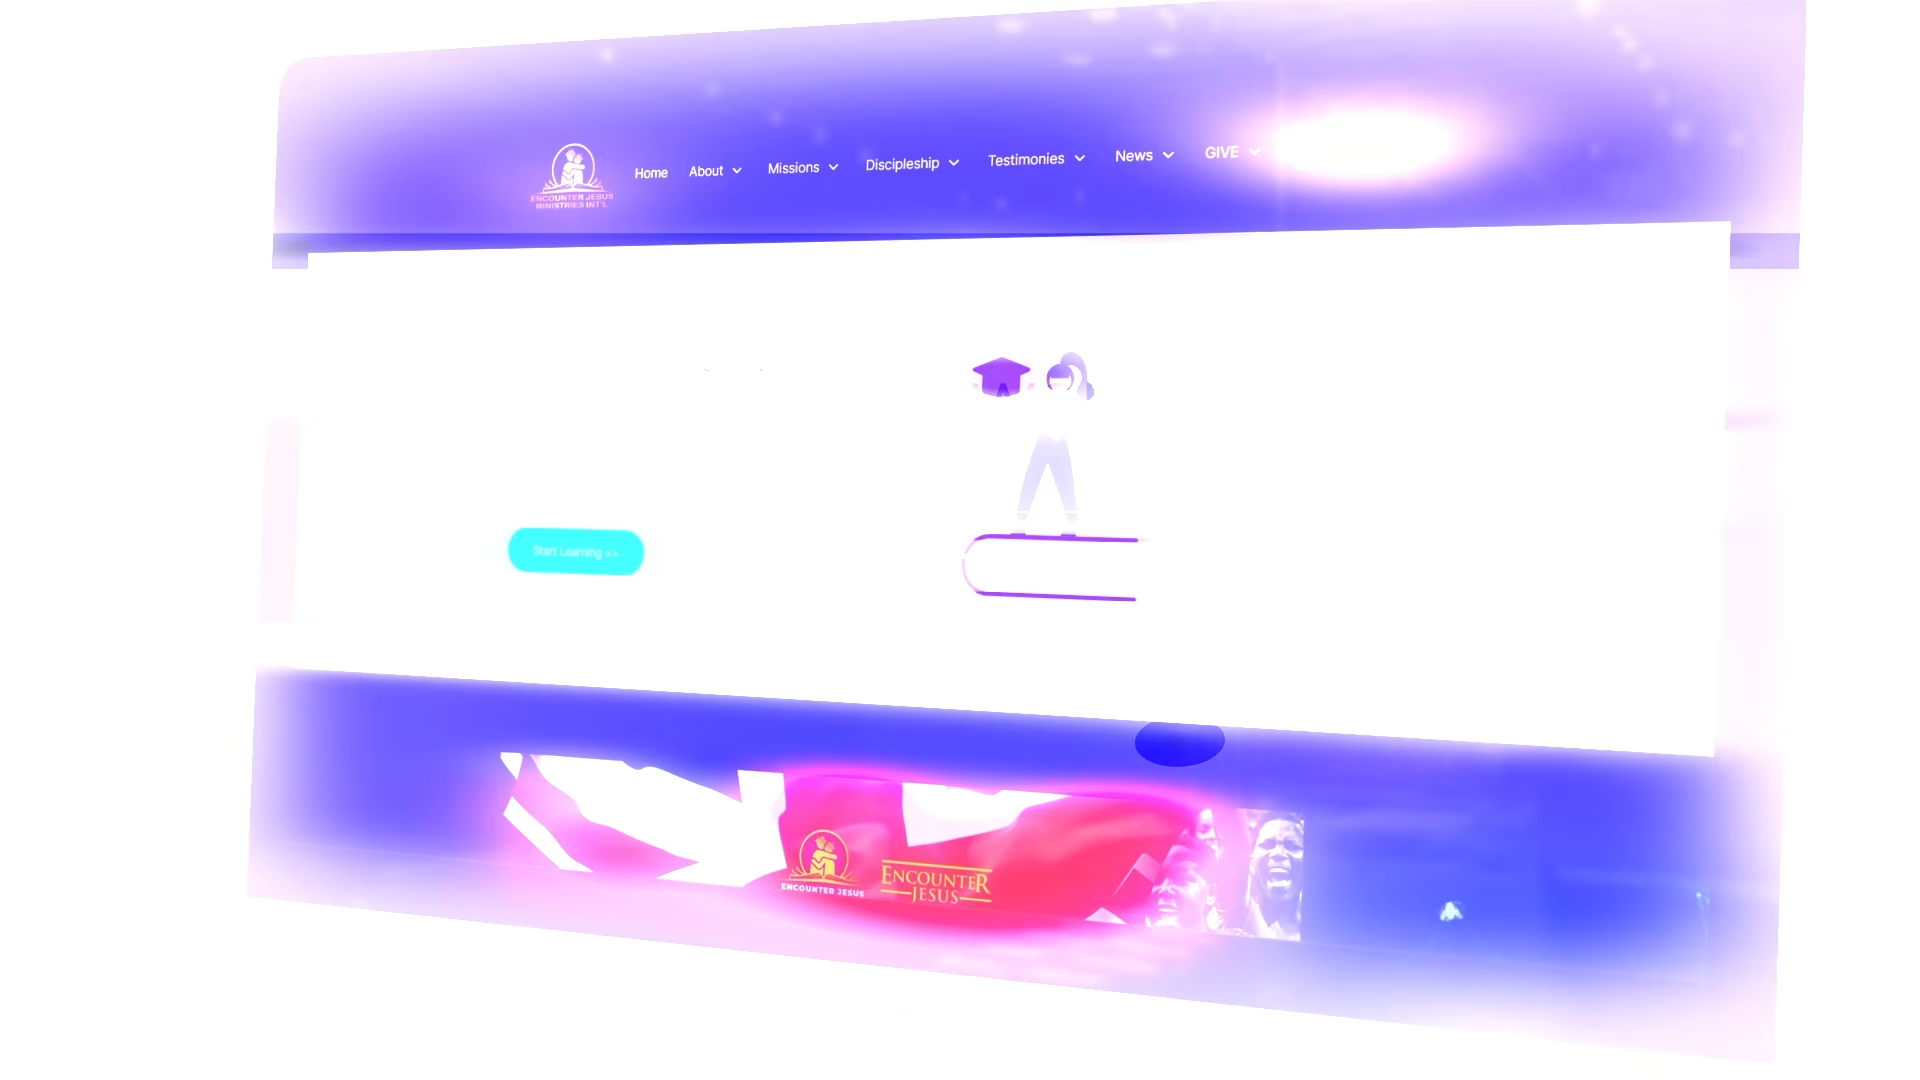 ENCOUNTER JESUS
MINISTRIES INT'L
Home About Missions Discipleship Testimonies News GIVE
Start Learning >>
ENCOUNTER JESUS
ENCOUNTER
JESUS